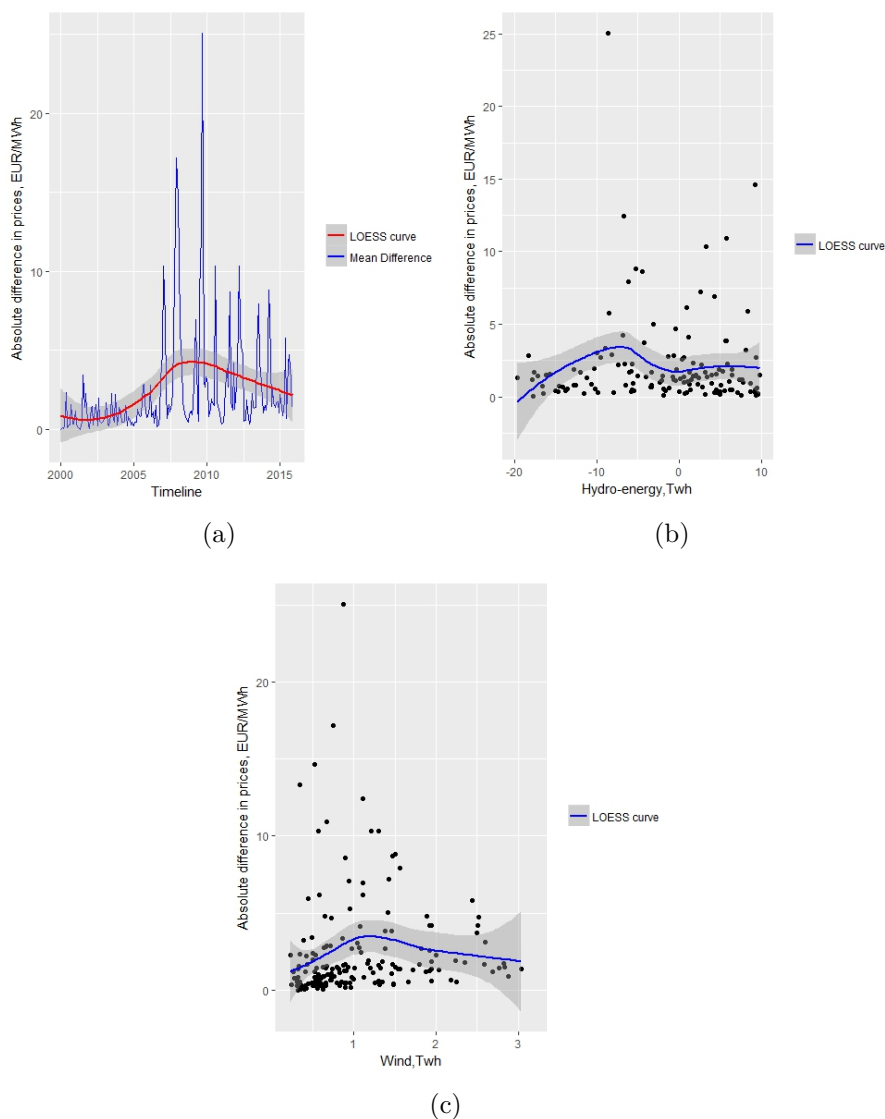 Absolute difference in prices, EUR/MWh
20
10
0
2000 2005 2010 2015
Timeline
LOESS curve
Mean Difference
(a)
Absolute difference in prices, EUR/MWh
25
20
15
10
5
0
-20 -10 0 10
Hydro-energy,Twh
LOESS curve
(b)
Absolute difference in prices, EUR/MWh
20
10
0
1 2 3
Wind,Twh
LOESS curve
(c)